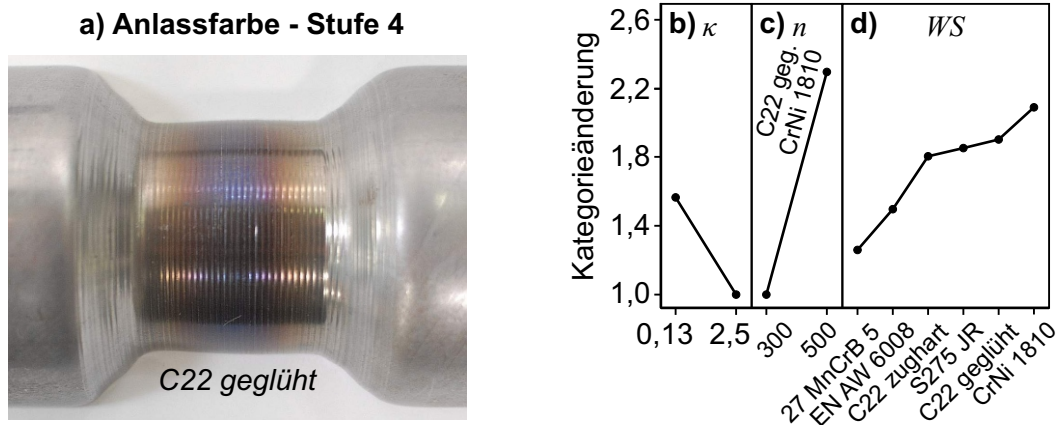 a) Anlassfarbe - Stufe 4
C22 geglüht
Kategorieänderung
2,6
2,2
1,8
1,4
1,0
b) κ
0,13
2,5
c) n
C22 geg.
CrNi 1810
300
500
d) WS
27 MnCrB 5
EN AW 6008
C22 zughart
S275 JR
C22 geglüht
CrNi 1810